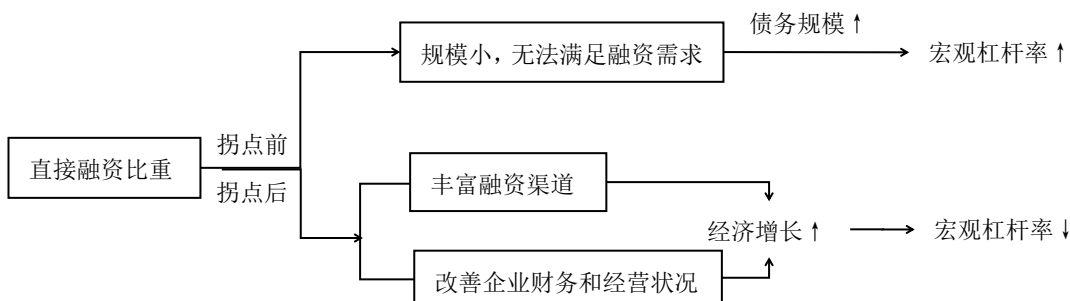 债务规模↑
规模小，无法满足融资需求
宏观杠杆率↑
拐点前
直接融资比重
拐点后
丰富融资渠道
经济增长↑
宏观杠杆率↓
改善企业财务和经营状况